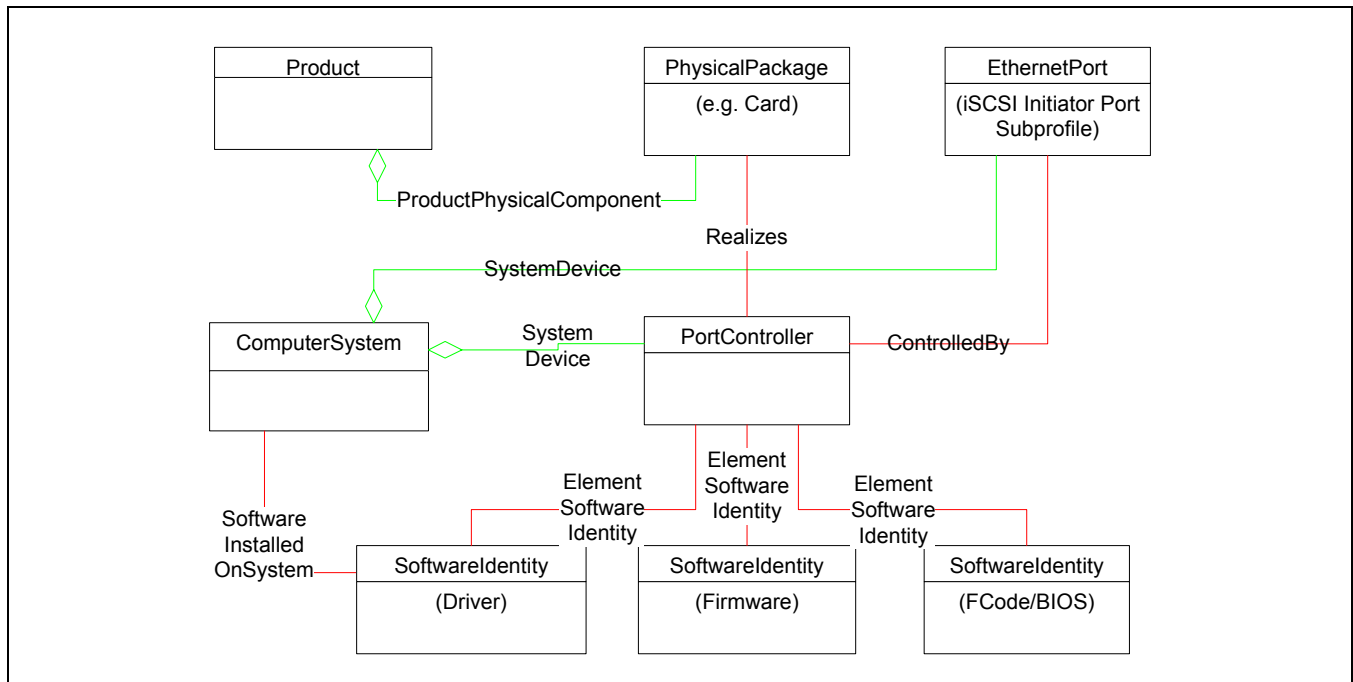 Product
PhysicalPackage
(e.g. Card)
EthernetPort
(iSCSI Initiator Port
Subprofile)
ProductPhysicalComponent
Realizes
SystemDevice
ComputerSystem
System
Device
PortController
ControlledBy
Element
Software
Identity
Element
Software
Identity
Element
Software
Identity
Software
Installed
OnSystem
SoftwareIdentity
(Driver)
SoftwareIdentity
(Firmware)
SoftwareIdentity
(FCode/BIOS)